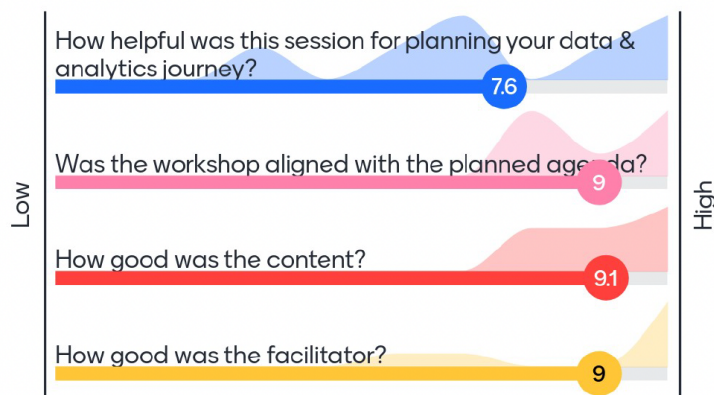 How helpful was this session for planning your data &
analytics journey?
7.6
Was the workshop aligned with the planned agenda?
9
Low
High
How good was the content?
9.1
How good was the facilitator?
9